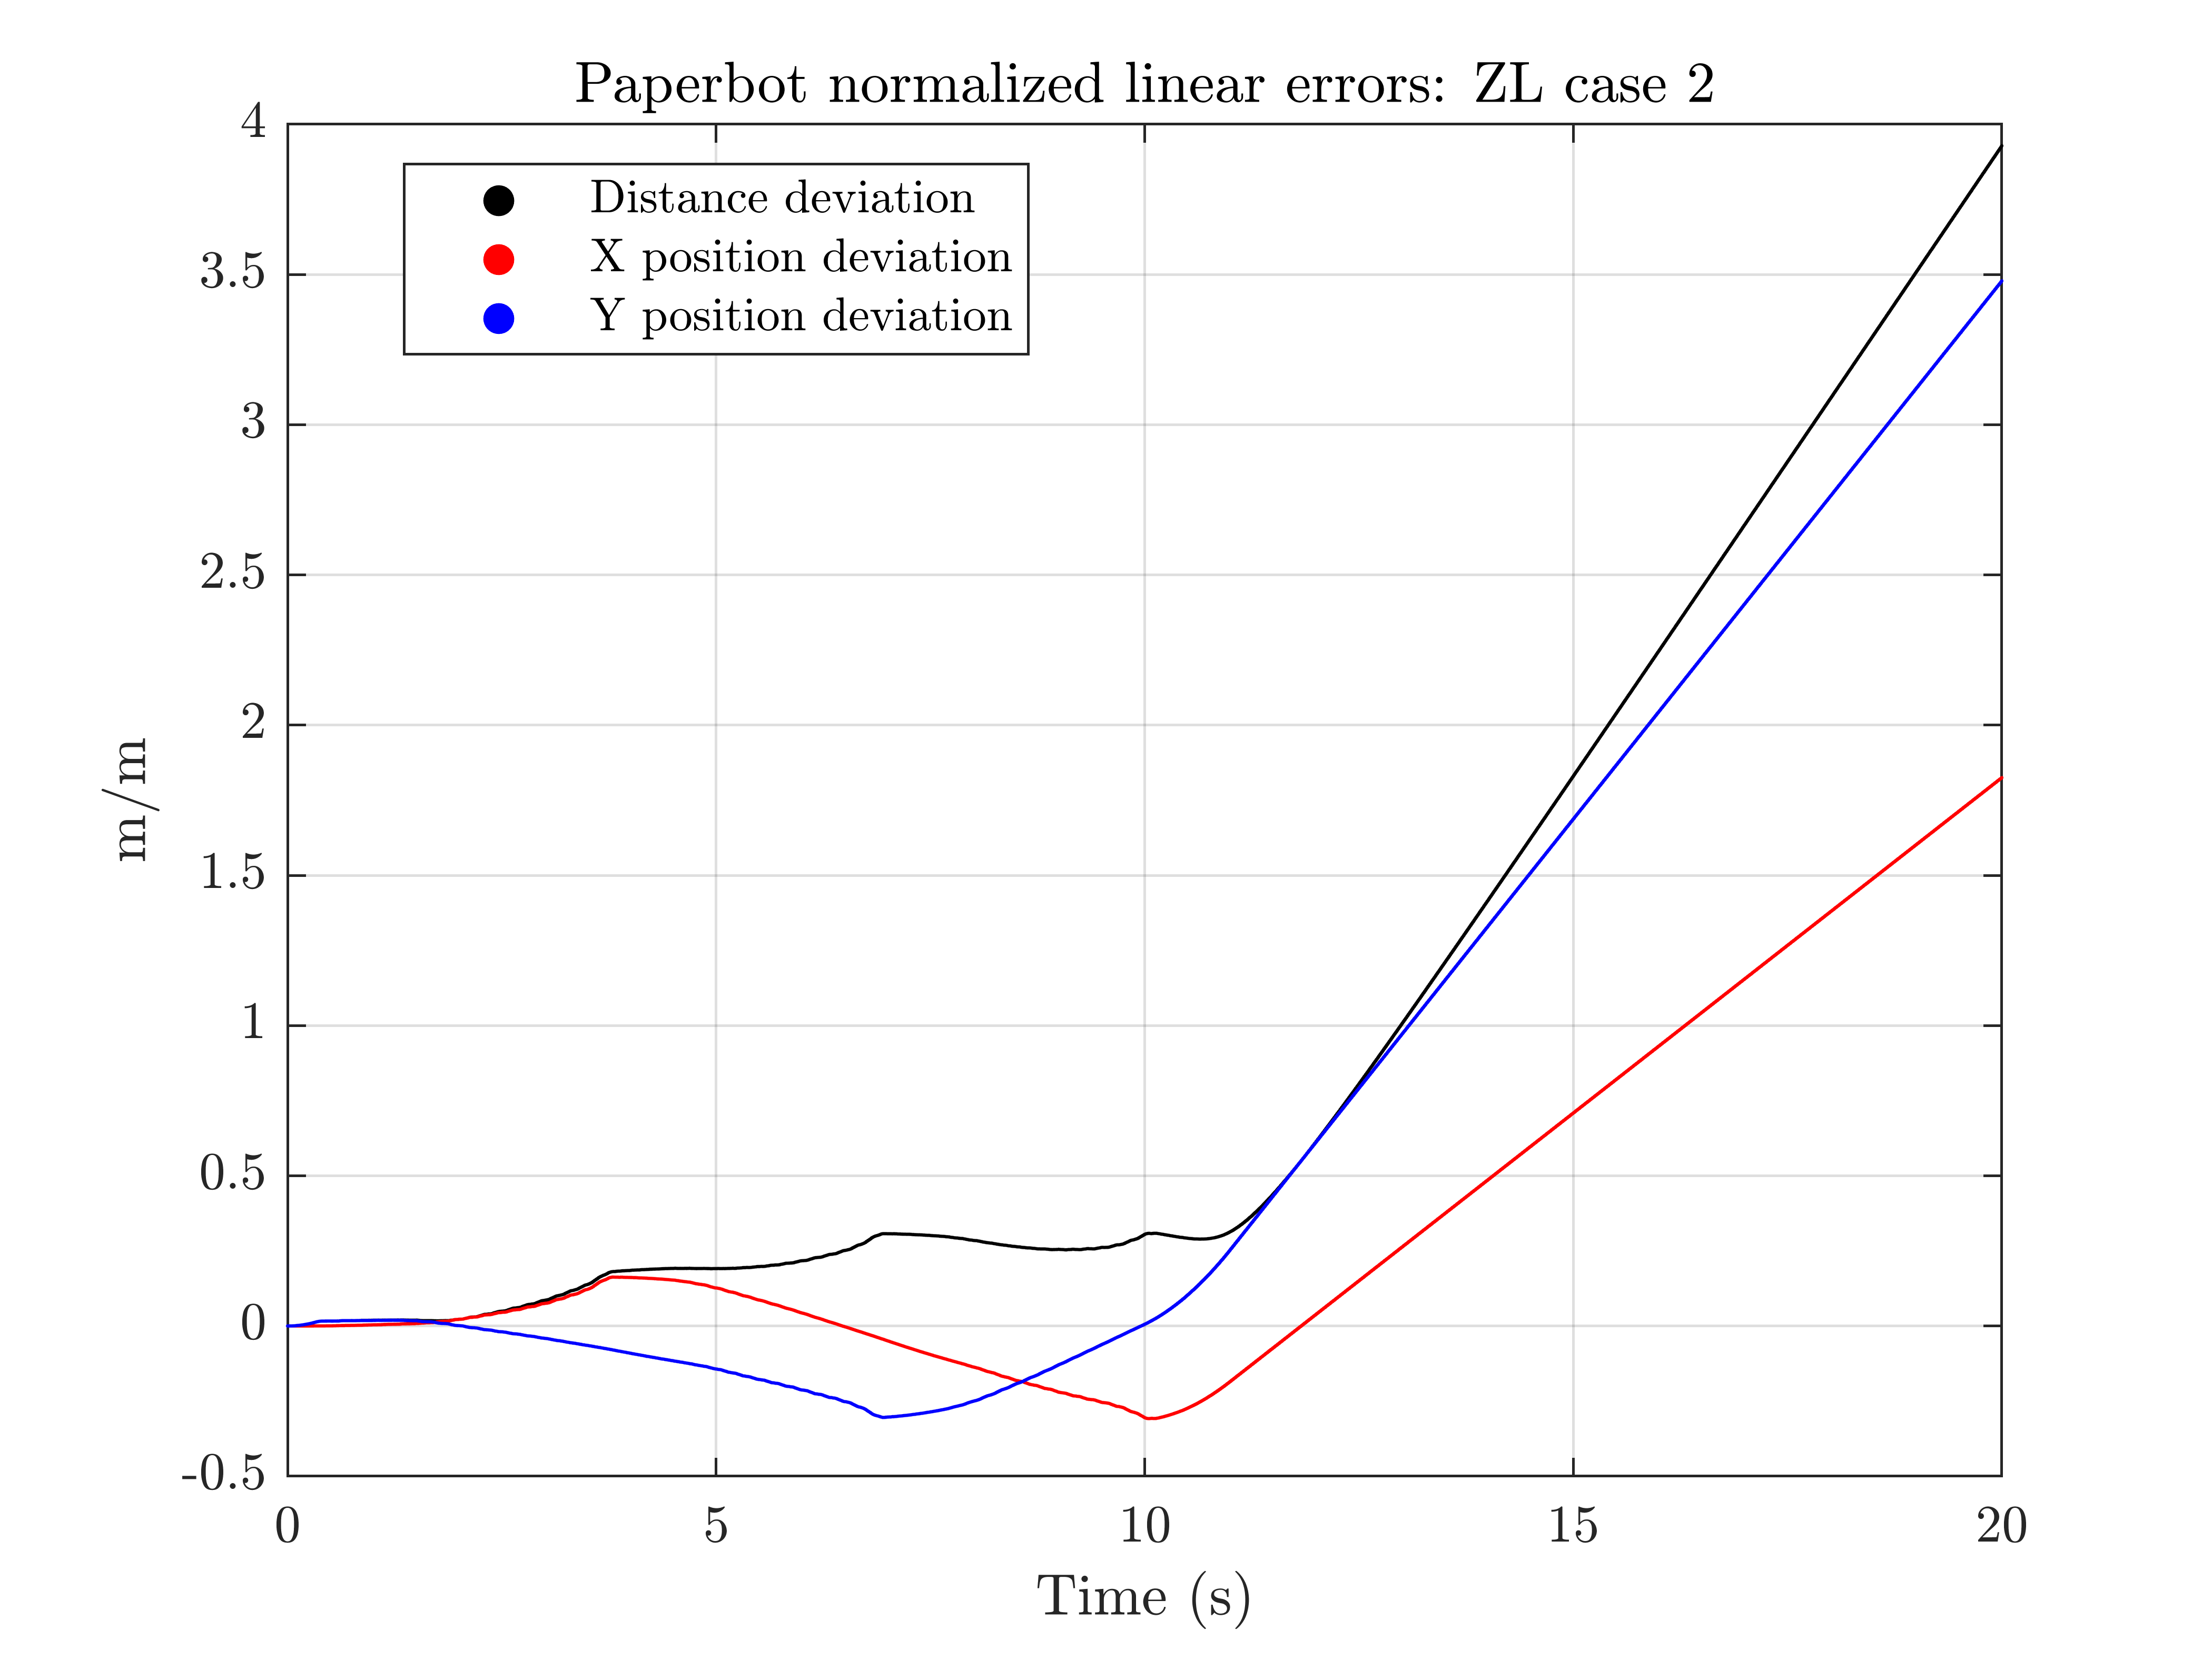 Paperbot normalized linear errors: ZL case 2
4
3.5
3
2.5
2
1.5
1
0.5
0
-0.5
Distance deviation
X position deviation
Y position deviation
m/m
0 5 10 15 20
Time (s)